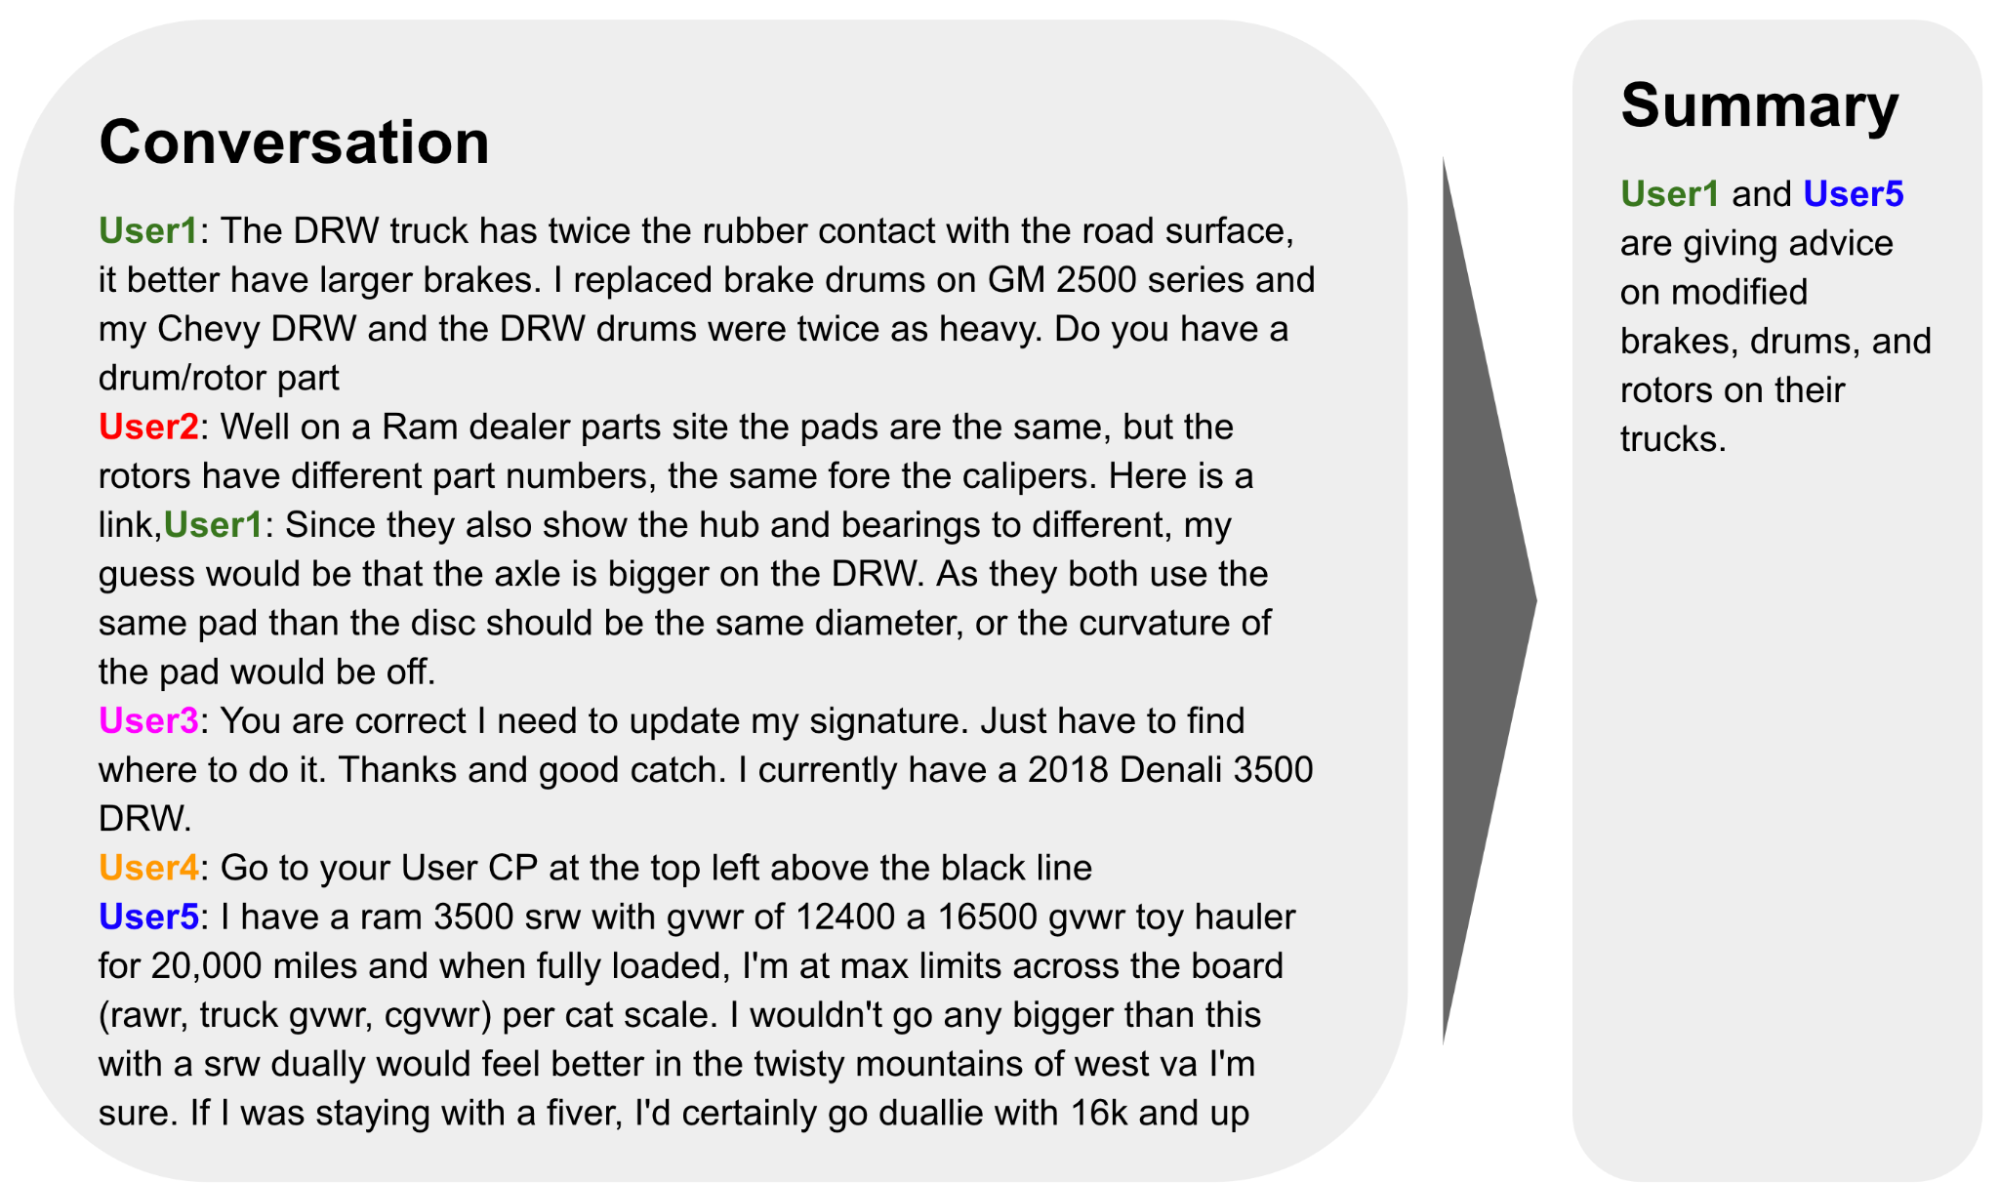 Conversation
User1: The DRW truck has twice the rubber contact with the road surface,
it better have larger brakes. I replaced brake drums on GM 2500 series and
my Chevy DRW and the DRW drums were twice as heavy. Do you have a
drum/rotor part
User2: Well on a Ram dealer parts site the pads are the same, but the
rotors have different part numbers, the same fore the calipers. Here is a
link,User1: Since they also show the hub and bearings to different, my
guess would be that the axle is bigger on the DRW. As they both use the
same pad than the disc should be the same diameter, or the curvature of
the pad would be off.
User3: You are correct I need to update my signature. Just have to find
where to do it. Thanks and good catch. I currently have a 2018 Denali 3500
DRW.
User4: Go to your User CP at the top left above the black line
User5: I have a ram 3500 srw with gvwr of 12400 a 16500 gvwr toy hauler
for 20,000 miles and when fully loaded, I'm at max limits across the board
(rawr, truck gvwr, cgvwr) per cat scale. I wouldn't go any bigger than this
with a srw dually would feel better in the twisty mountains of west va I'm
sure. If I was staying with a fiver, I'd certainly go duallie with 16k and up
Summary
User1 and User5
are giving advice
on modified
brakes, drums, and
rotors on their
trucks.